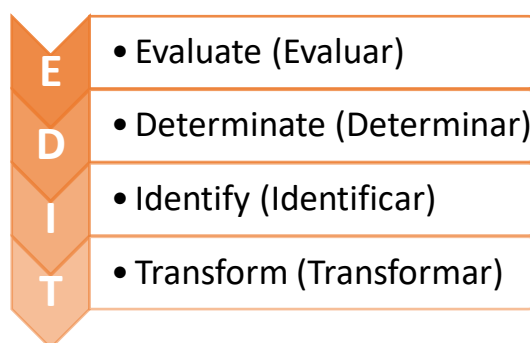 E
• Evaluate (Evaluar)
D
• Determinate (Determinar)
I
• Identify (Identificar)
T
• Transform (Transformar)